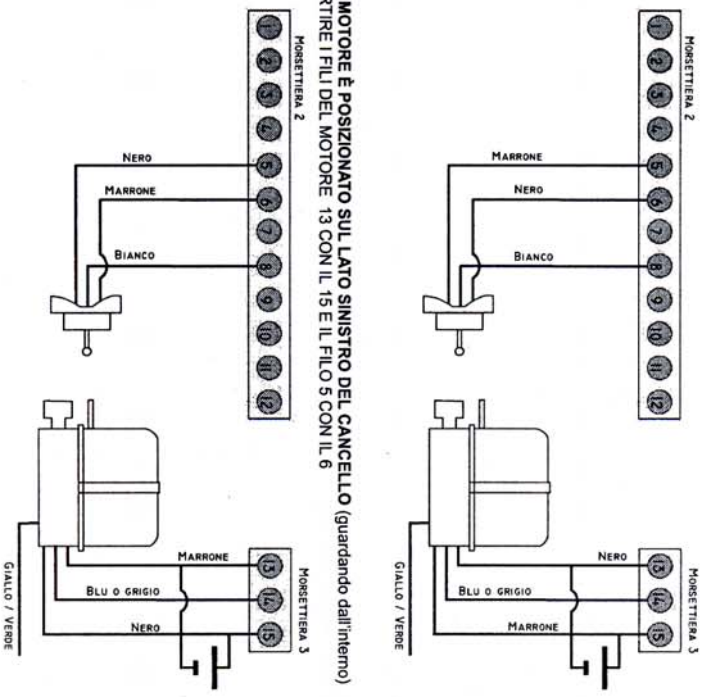 MORSETTIERA 2
1 2 3 4 5 6 7 8 9 10 11 12
MARRONE
NERO
BIANCO
MORSETTIERA 3
13 14 15
NERO
BLU O GRIGIO
MARRONE
GIALLO / VERDE
MOTORE È POSIZIONATO SUL LATO SINISTRO DEL CANCELLO (guardando dall'interno)
RTIRE I FILI DEL MOTORE 13 CON IL 15 E IL FILO 5 CON IL 6
MORSETTIERA 2
1 2 3 4 5 6 7 8 9 10 11 12
NERO
MARRONE
BIANCO
MORSETTIERA 3
13 14 15
MARRONE
BLU O GRIGIO
NERO
GIALLO / VERDE